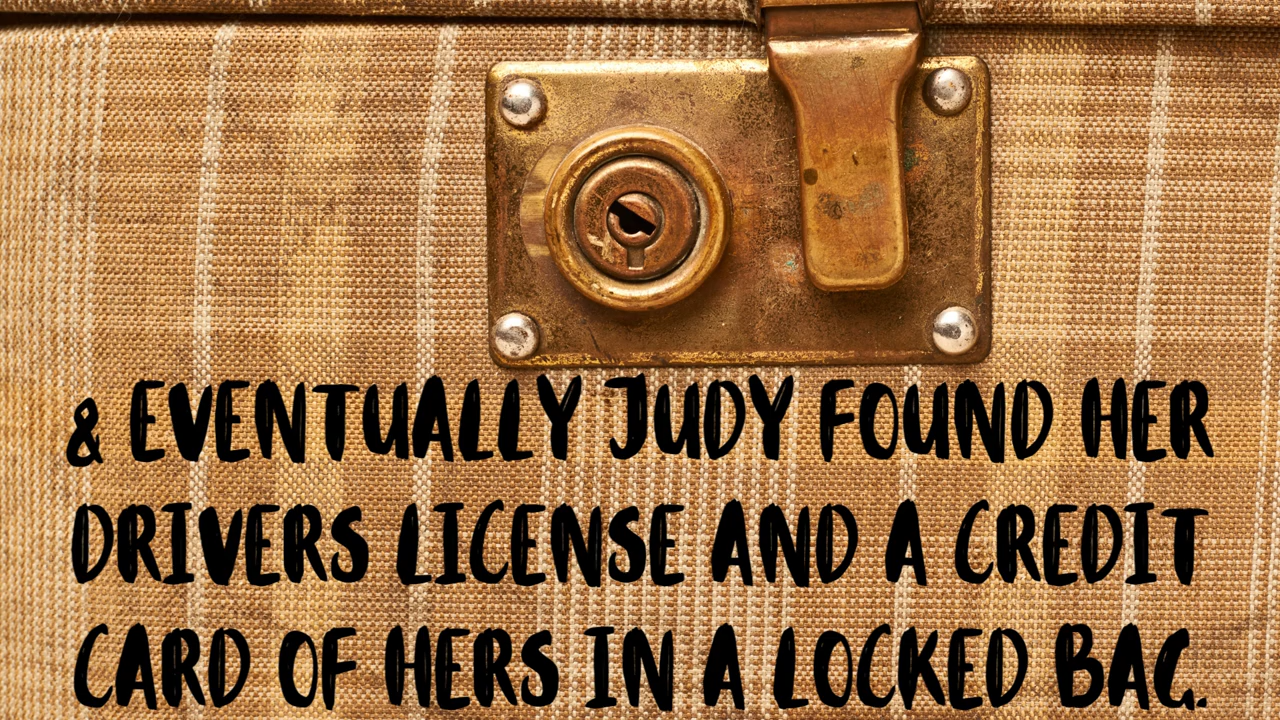 & EVENTUALLY JUDY FOUND HER
DRIVERS LICENSE AND A CREDIT
CARD OF HERS IN A LOCKED BAG.